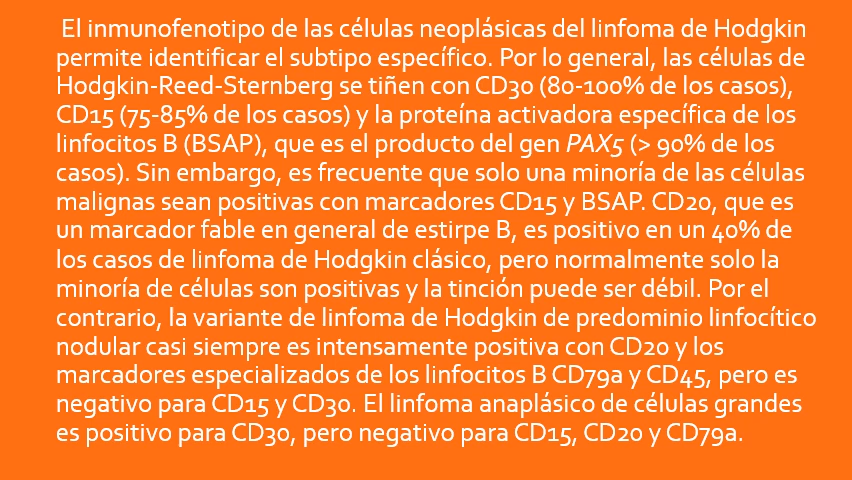 El inmunofenotipo de las células neoplásicas del linfoma de Hodgkin
permite identificar el subtipo específico. Por lo general, las células de
Hodgkin-Reed-Sternberg se tiñen con CD30 (80-100% de los casos),
CD15 (75-85% de los casos) y la proteína activadora específica de los
linfocitos B (BSAP), que es el producto del gen PAX5 (> 90% de los
casos). Sin embargo, es frecuente que solo una minoría de las células
malignas sean positivas con marcadores CD15 y BSAP. CD20, que es
un marcador fable en general de estirpe B, es positivo en un 40% de
los casos de linfoma de Hodgkin clásico, pero normalmente solo la
minoría de células son positivas y la tinción puede ser débil. Por el
contrario, la variante de linfoma de Hodgkin de predominio linfocítico
nodular casi siempre es intensamente positiva con CD20 y los
marcadores especializados de los linfocitos B CD79a y CD45, pero es
negativo para CD15 y CD30. El linfoma anaplásico de células grandes
es positivo para CD30, pero negativo para CD15, CD20 y CD79a.